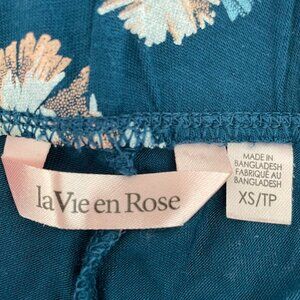 la Vie en Rose
MADE IN
BANGLADESH
FABRIQUÉ AU
BANGLADESH
XS/TP